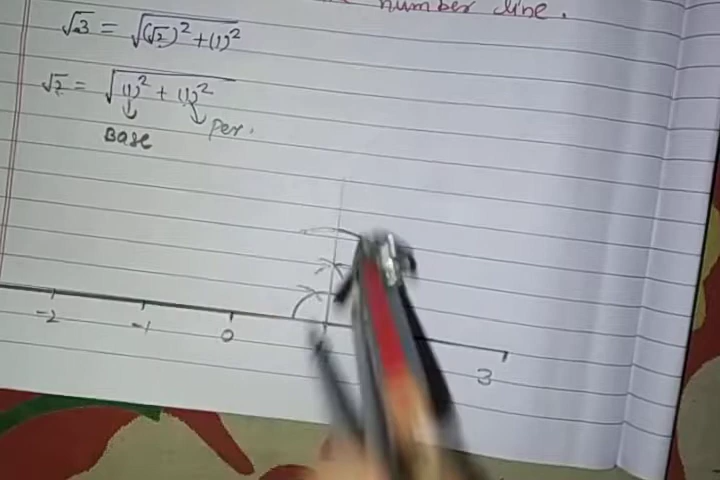 number line.
√3 = √(√2)² + (1)²
√2 = √(1)² + (1)²
Base Per.
-2 -1 0 3